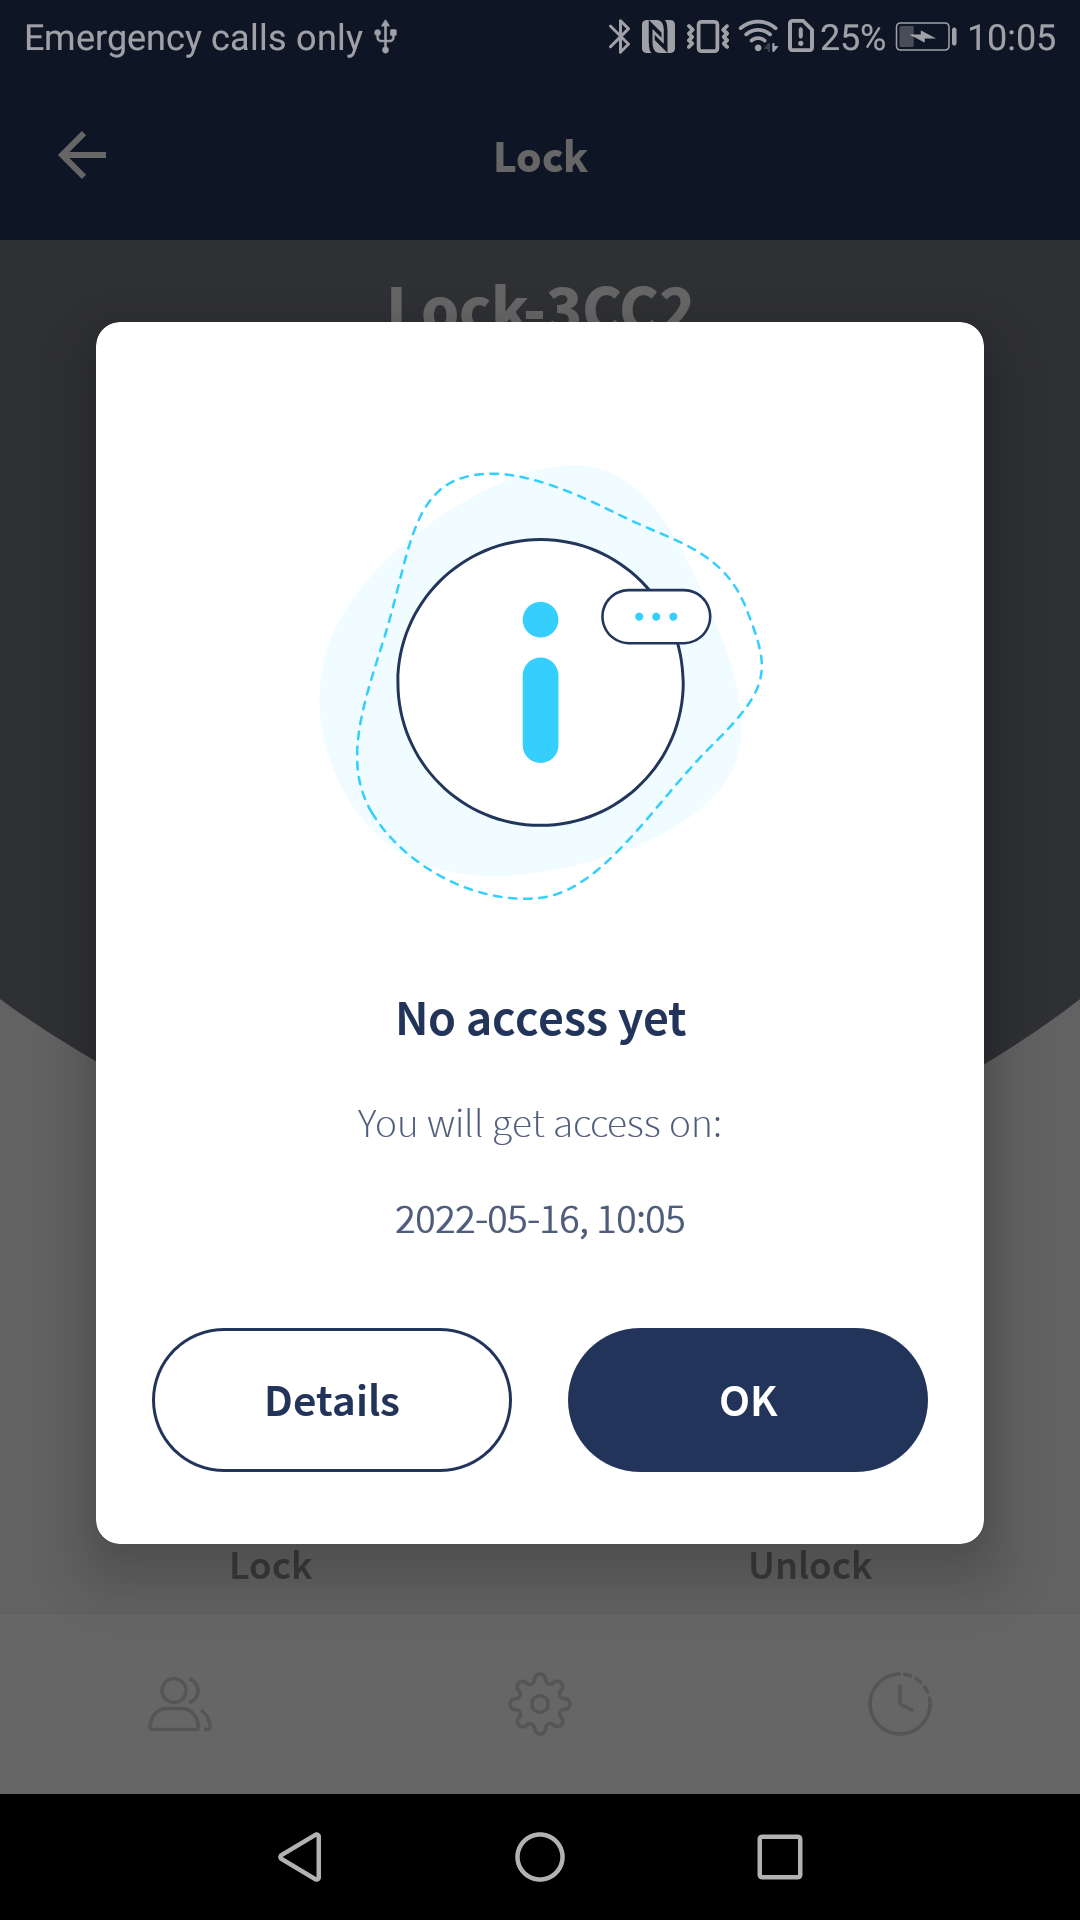 Emergency calls only 25% 10:05
Lock
Lock-3CC2
No access yet
You will get access on:
2022-05-16, 10:05
Details OK
Lock Unlock